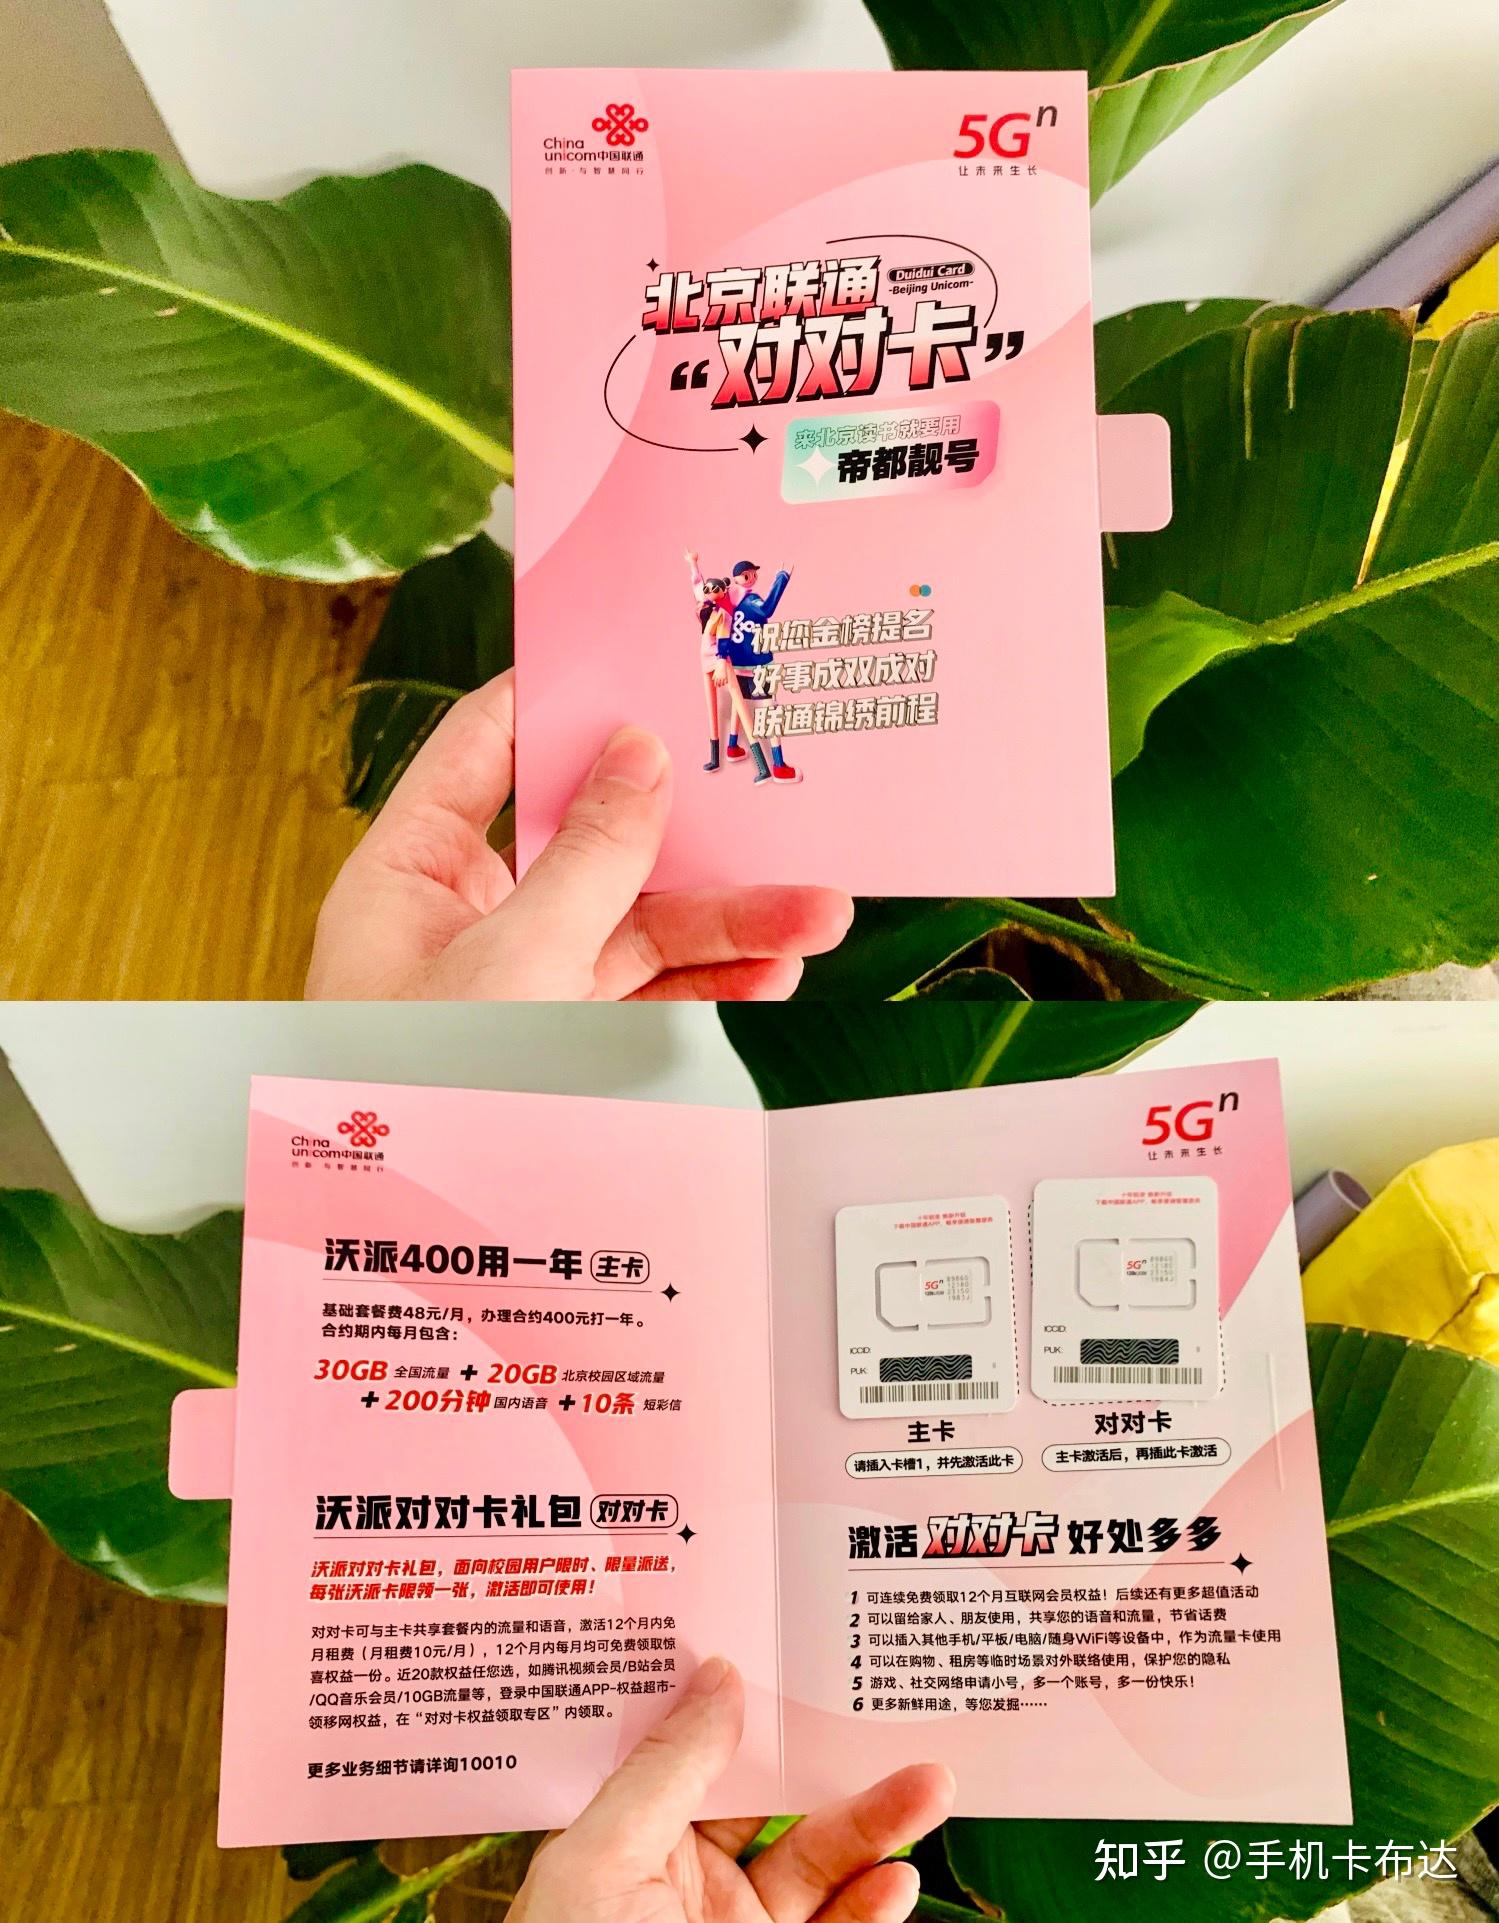 China
unicom中国联通
创新·与智慧同行
5Gⁿ
让未来生长
北京联通
Duidui Card
-Beijing Unicom-
“对对卡”
来北京读书就要用
帝都靓号
祝您金榜提名
好事成双成对
联通锦绣前程
China
unicom中国联通
创新 与智慧同行
5Gⁿ
让未来生长
沃派400用一年 主卡
基础套餐费48元/月，办理合约400元打一年。
合约期内每月包含：
30GB 全国流量 + 20GB 北京校园区域流量
+200分钟 国内语音 +10条 短彩信
沃派对对卡礼包 对对卡
沃派对对卡礼包，面向校园用户限时、限量派送，
每张沃派卡限领一张，激活即可使用！
对对卡可与主卡共享套餐内的流量和语音，激活12个月内免
月租费（月租费10元/月），12个月内每月均可免费领取惊
喜权益一份。近20款权益任您选，如腾讯视频会员/B站会员
/QQ音乐会员/10GB流量等，登录中国联通APP-权益超市-
领移网权益，在“对对卡权益领取专区”内领取。
更多业务细节请详询10010
5Gⁿ
ICCID:
PUK:
5Gⁿ
ICCID:
PUK:
主卡
请插入卡槽1，并先激活此卡
对对卡
主卡激活后，再插此卡激活
激活对对卡好处多多
1 可连续免费领取12个月互联网会员权益！后续还有更多超值活动
2 可以留给家人、朋友使用，共享您的语音和流量，节省话费
3 可以插入其他手机/平板/电脑/随身WiFi等设备中，作为流量卡使用
4 可以在购物、租房等临时场景对外联络使用，保护您的隐私
5 游戏、社交网络申请小号，多一个账号，多一份快乐！
6 更多新鲜用途，等您发掘……
知乎 @手机卡布达